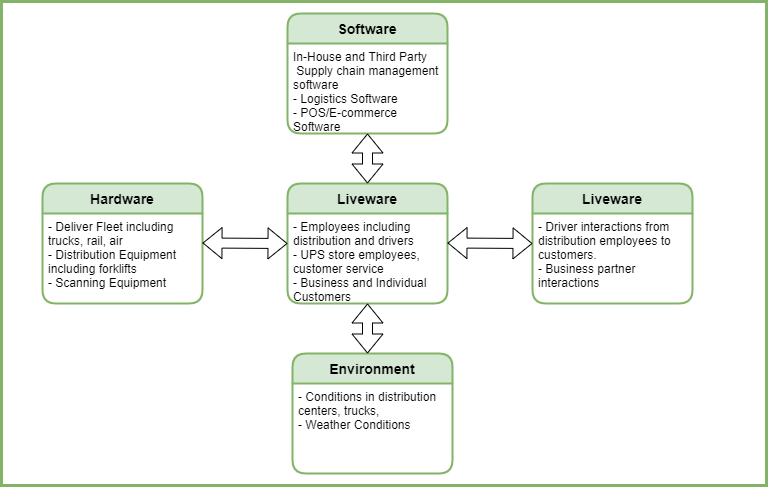 Software
In-House and Third Party
Supply chain management
software
- Logistics Software
- POS/E-commerce
Software
Hardware
- Deliver Fleet including
trucks, rail, air
- Distribution Equipment
including forklifts
- Scanning Equipment
Liveware
- Employees including
distribution and drivers
- UPS store employees,
customer service
- Business and Individual
Customers
Liveware
- Driver interactions from
distribution employees to
customers.
- Business partner
interactions
Environment
- Conditions in distribution
centers, trucks,
- Weather Conditions